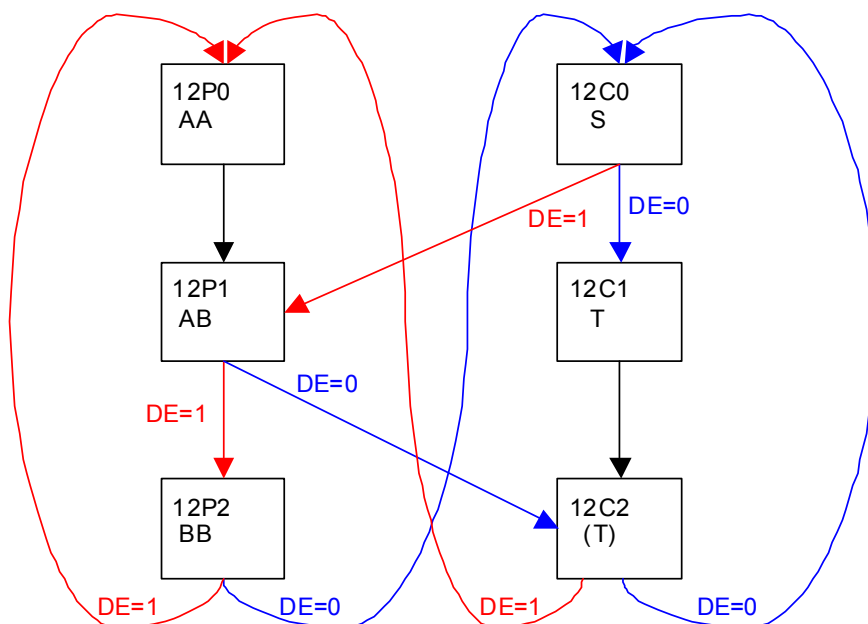 12P0
AA
12C0
S
DE=1
DE=0
12P1
AB
12C1
T
DE=0
DE=1
12P2
BB
12C2
(T)
DE=1
DE=0
DE=1
DE=0